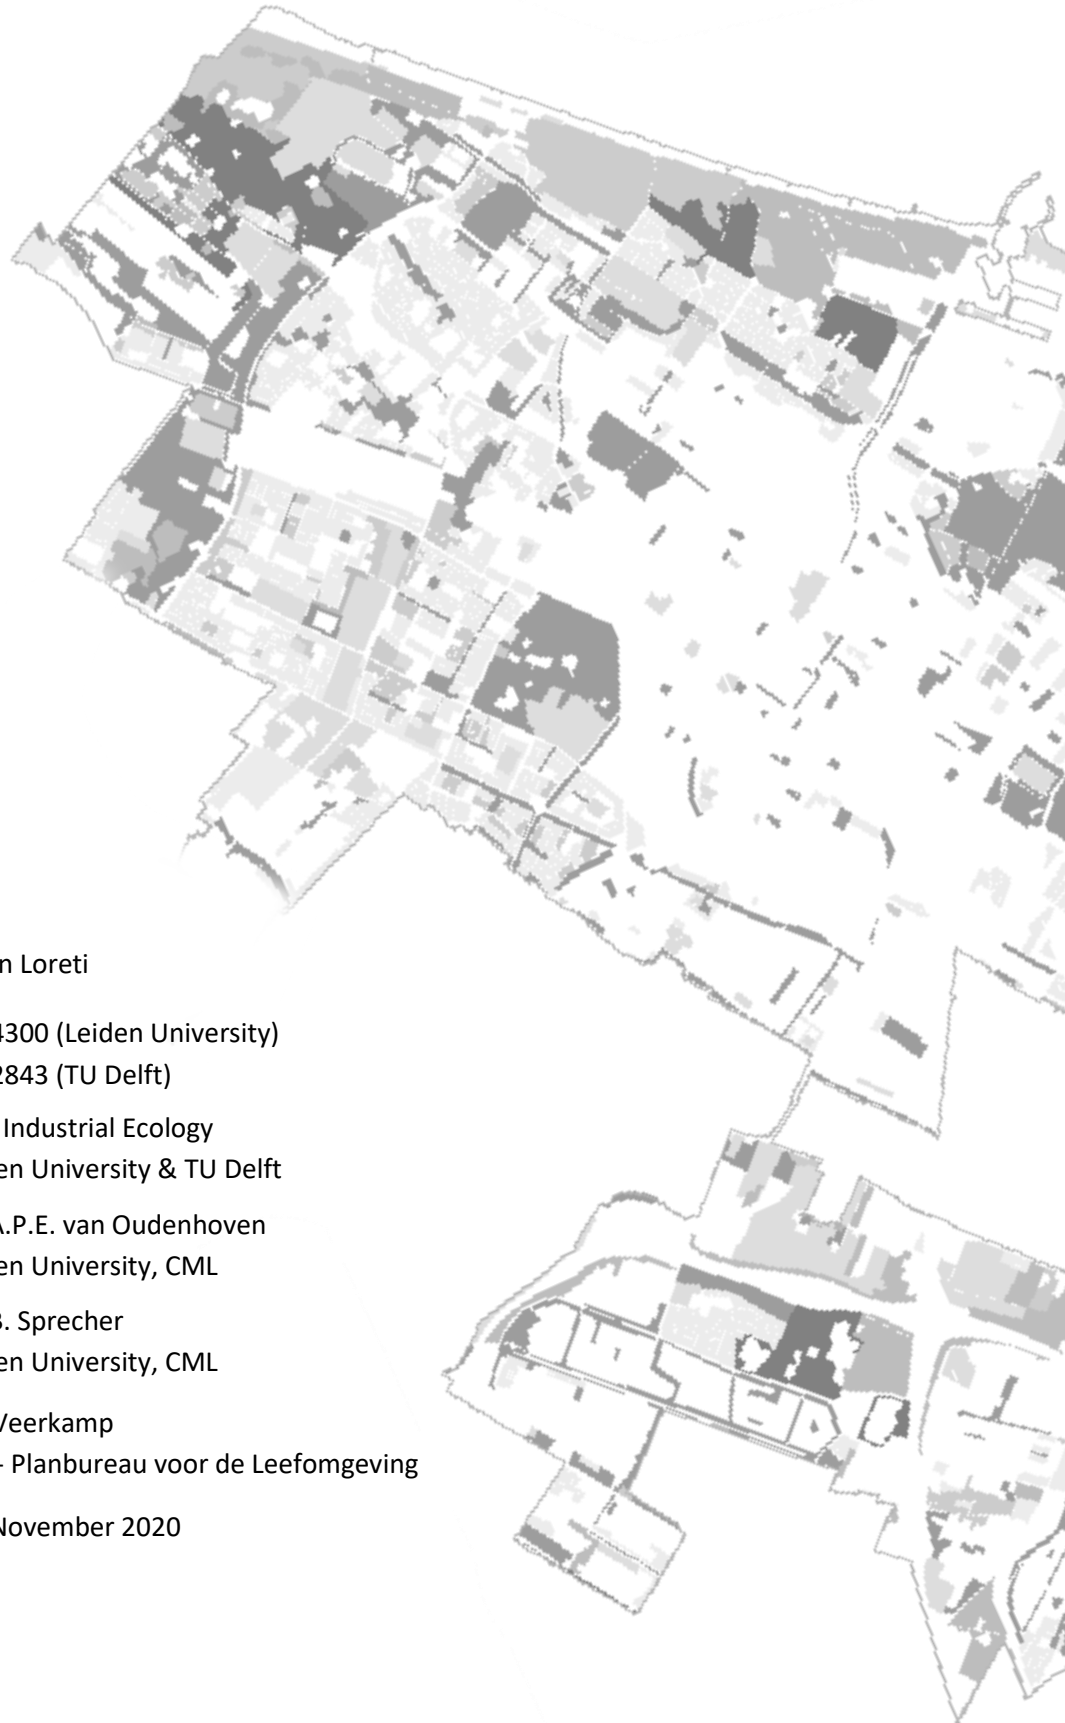 n Loreti
4300 (Leiden University)
2843 (TU Delft)
Industrial Ecology
en University & TU Delft
A.P.E. van Oudenhoven
en University, CML
B. Sprecher
en University, CML
Veerkamp
- Planbureau voor de Leefomgeving
November 2020